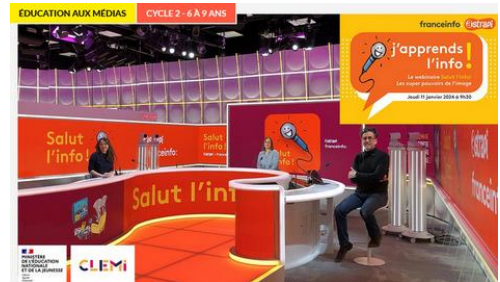 ÉDUCATION AUX MÉDIAS
CYCLE 2 - 6 À 9 ANS
franceinfo astrapi
j'apprends
l'info !
Le webinaire Salut l'info!
Les super pouvoirs de l'image
Jeudi 11 janvier 2024 à 9h30
Salut
l'info!
Salut
l'info!
franceinfo:
Salut l'in
franceinfo:
MINISTÈRE
DE L'ÉDUCATION
NATIONALE
ET DE LA JEUNESSE
CLEMI